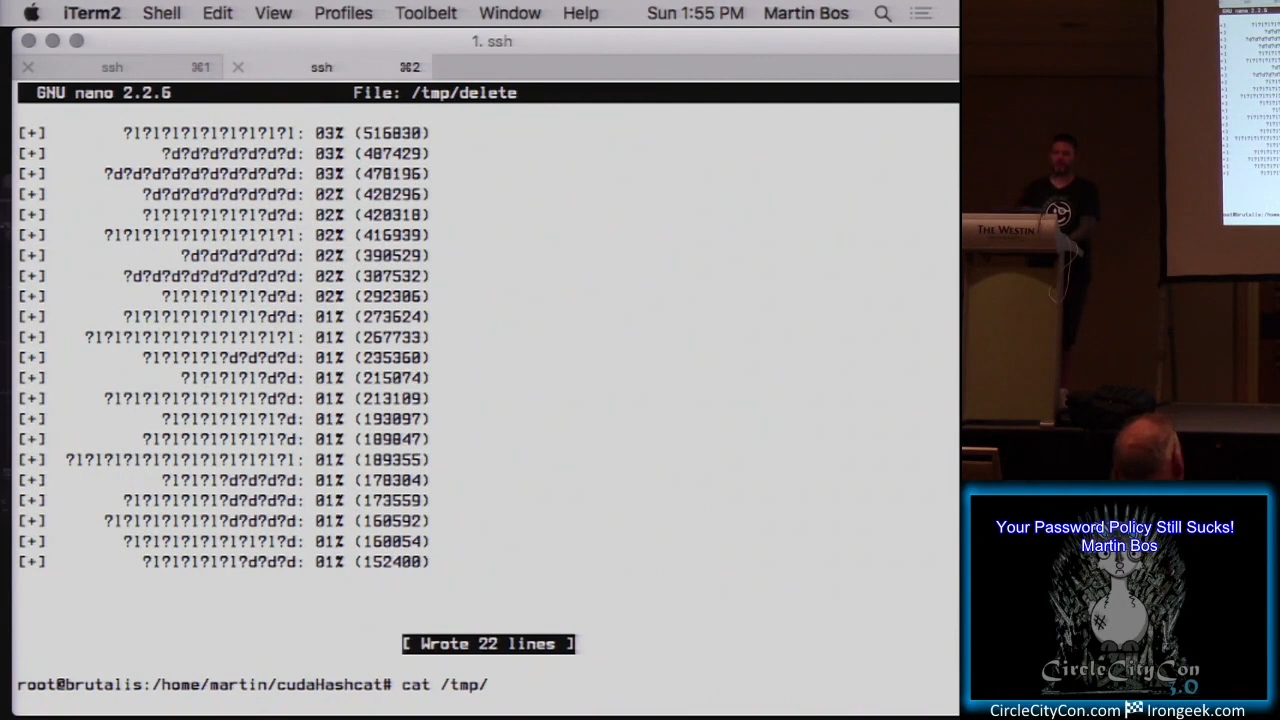 iTerm2 Shell Edit View Profiles Toolbelt Window Help Sun 1:55 PM Martin Bos
1. ssh
ssh ⌘1 ssh ⌘2
GNU nano 2.2.6 File: /tmp/delete
[+] ?l?l?l?l?l?l?l?l?l: 03% (516830)
[+] ?d?d?d?d?d?d?d: 03% (487429)
[+] ?d?d?d?d?d?d?d?d?d?d: 03% (478196)
[+] ?d?d?d?d?d?d?d?d: 02% (428296)
[+] ?l?l?l?l?l?l?d?d: 02% (420318)
[+] ?l?l?l?l?l?l?l?l?l?l: 02% (416939)
[+] ?d?d?d?d?d?d: 02% (390529)
[+] ?d?d?d?d?d?d?d?d?d: 02% (307532)
[+] ?l?l?l?l?l?d?d: 02% (292306)
[+] ?l?l?l?l?l?l?l?d?d: 01% (273624)
[+] ?l?l?l?l?l?l?l?l?l?l?l: 01% (267733)
[+] ?l?l?l?l?d?d?d?d: 01% (235360)
[+] ?l?l?l?l?d?d: 01% (215074)
[+] ?l?l?l?l?l?l?l?l?d?d: 01% (213109)
[+] ?l?l?l?l?l?l?d: 01% (193097)
[+] ?l?l?l?l?l?l?l?d: 01% (189847)
[+] ?l?l?l?l?l?l?l?l?l?l?l?l: 01% (189355)
[+] ?l?l?l?l?d?d?d: 01% (178304)
[+] ?l?l?l?l?l?l?d?d?d: 01% (173559)
[+] ?l?l?l?l?l?l?l?d?d?d: 01% (160592)
[+] ?l?l?l?l?l?l?l?l?d: 01% (160054)
[+] ?l?l?l?l?l?d?d?d: 01% (152400)
[ Wrote 22 lines ]
root@brutalis:/home/martin/cudaHashcat# cat /tmp/
THE WESTIN
Your Password Policy Still Sucks!
Martin Bos
CircleCityCon
3.0
CircleCityCon.com Irongeek.com